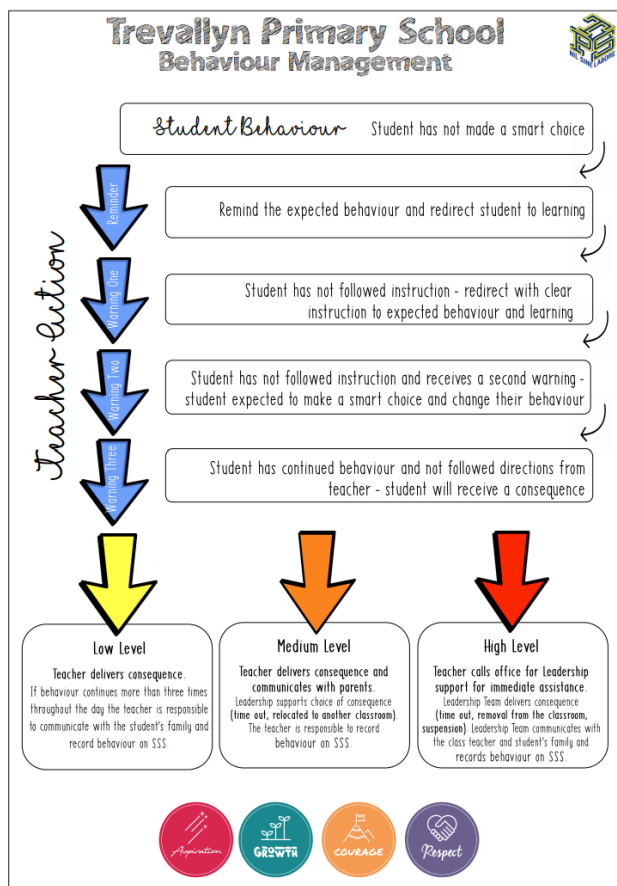 Trevallyn Primary School
Behaviour Management
NIL SINE LABORE
Student Behaviour Student has not made a smart choice
Teacher Action
Reminder
Remind the expected behaviour and redirect student to learning
Warning One
Student has not followed instruction - redirect with clear
instruction to expected behaviour and learning
Warning Two
Student has not followed instruction and receives a second warning -
student expected to make a smart choice and change their behaviour
Warning Three
Student has continued behaviour and not followed directions from
teacher - student will receive a consequence
Low Level
Teacher delivers consequence.
If behaviour continues more than three times
throughout the day the teacher is responsible
to communicate with the student's family and
record behaviour on SSS.
Medium Level
Teacher delivers consequence and
communicates with parents.
Leadership supports choice of consequence
(time out, relocated to another classroom).
The teacher is responsible to record
behaviour on SSS.
High Level
Teacher calls office for Leadership
support for immediate assistance.
Leadership Team delivers consequence
(time out, removal from the classroom,
suspension). Leadership Team communicates with
the class teacher and student's family and
records behaviour on SSS.
Aspiration
GROWTH
COURAGE
Respect